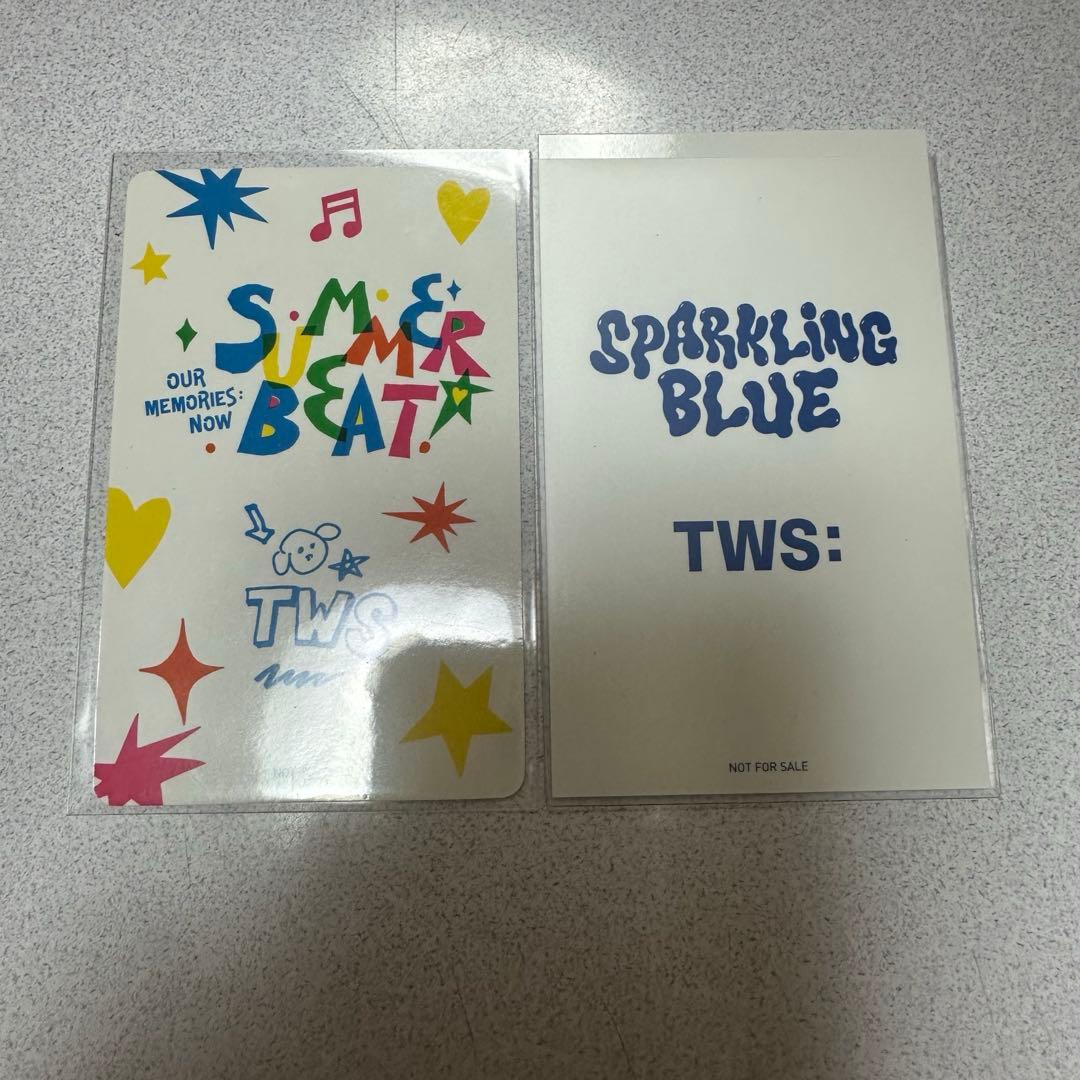 SUMMER
BEAT!
OUR
MEMORIES:
NOW
TWS
SPARKLiNG
BLUE
TWS:
NOT FOR SALE